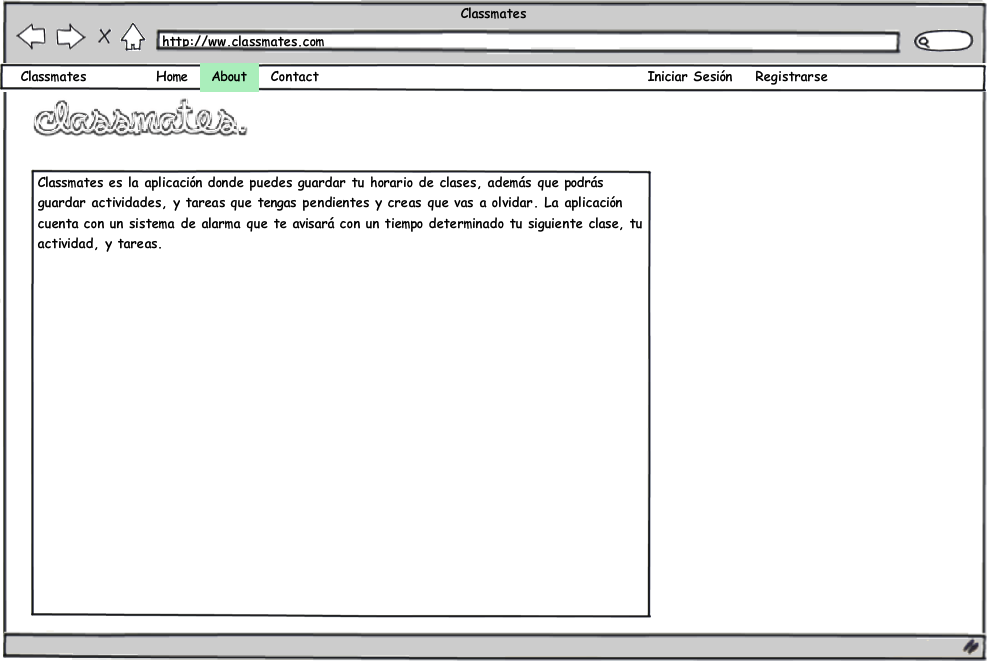 Classmates
http://ww.classmates.com
Classmates Home About Contact Iniciar Sesión Registrarse
classmates.
Classmates es la aplicación donde puedes guardar tu horario de clases, además que podrás
guardar actividades, y tareas que tengas pendientes y creas que vas a olvidar. La aplicación
cuenta con un sistema de alarma que te avisará con un tiempo determinado tu siguiente clase, tu
actividad, y tareas.